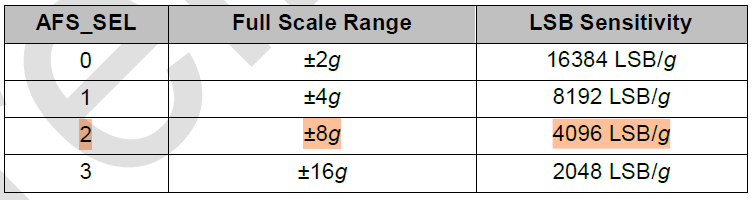 AFS_SEL Full Scale Range LSB Sensitivity
0 ±2g 16384 LSB/g
1 ±4g 8192 LSB/g
2 ±8g 4096 LSB/g
3 ±16g 2048 LSB/g